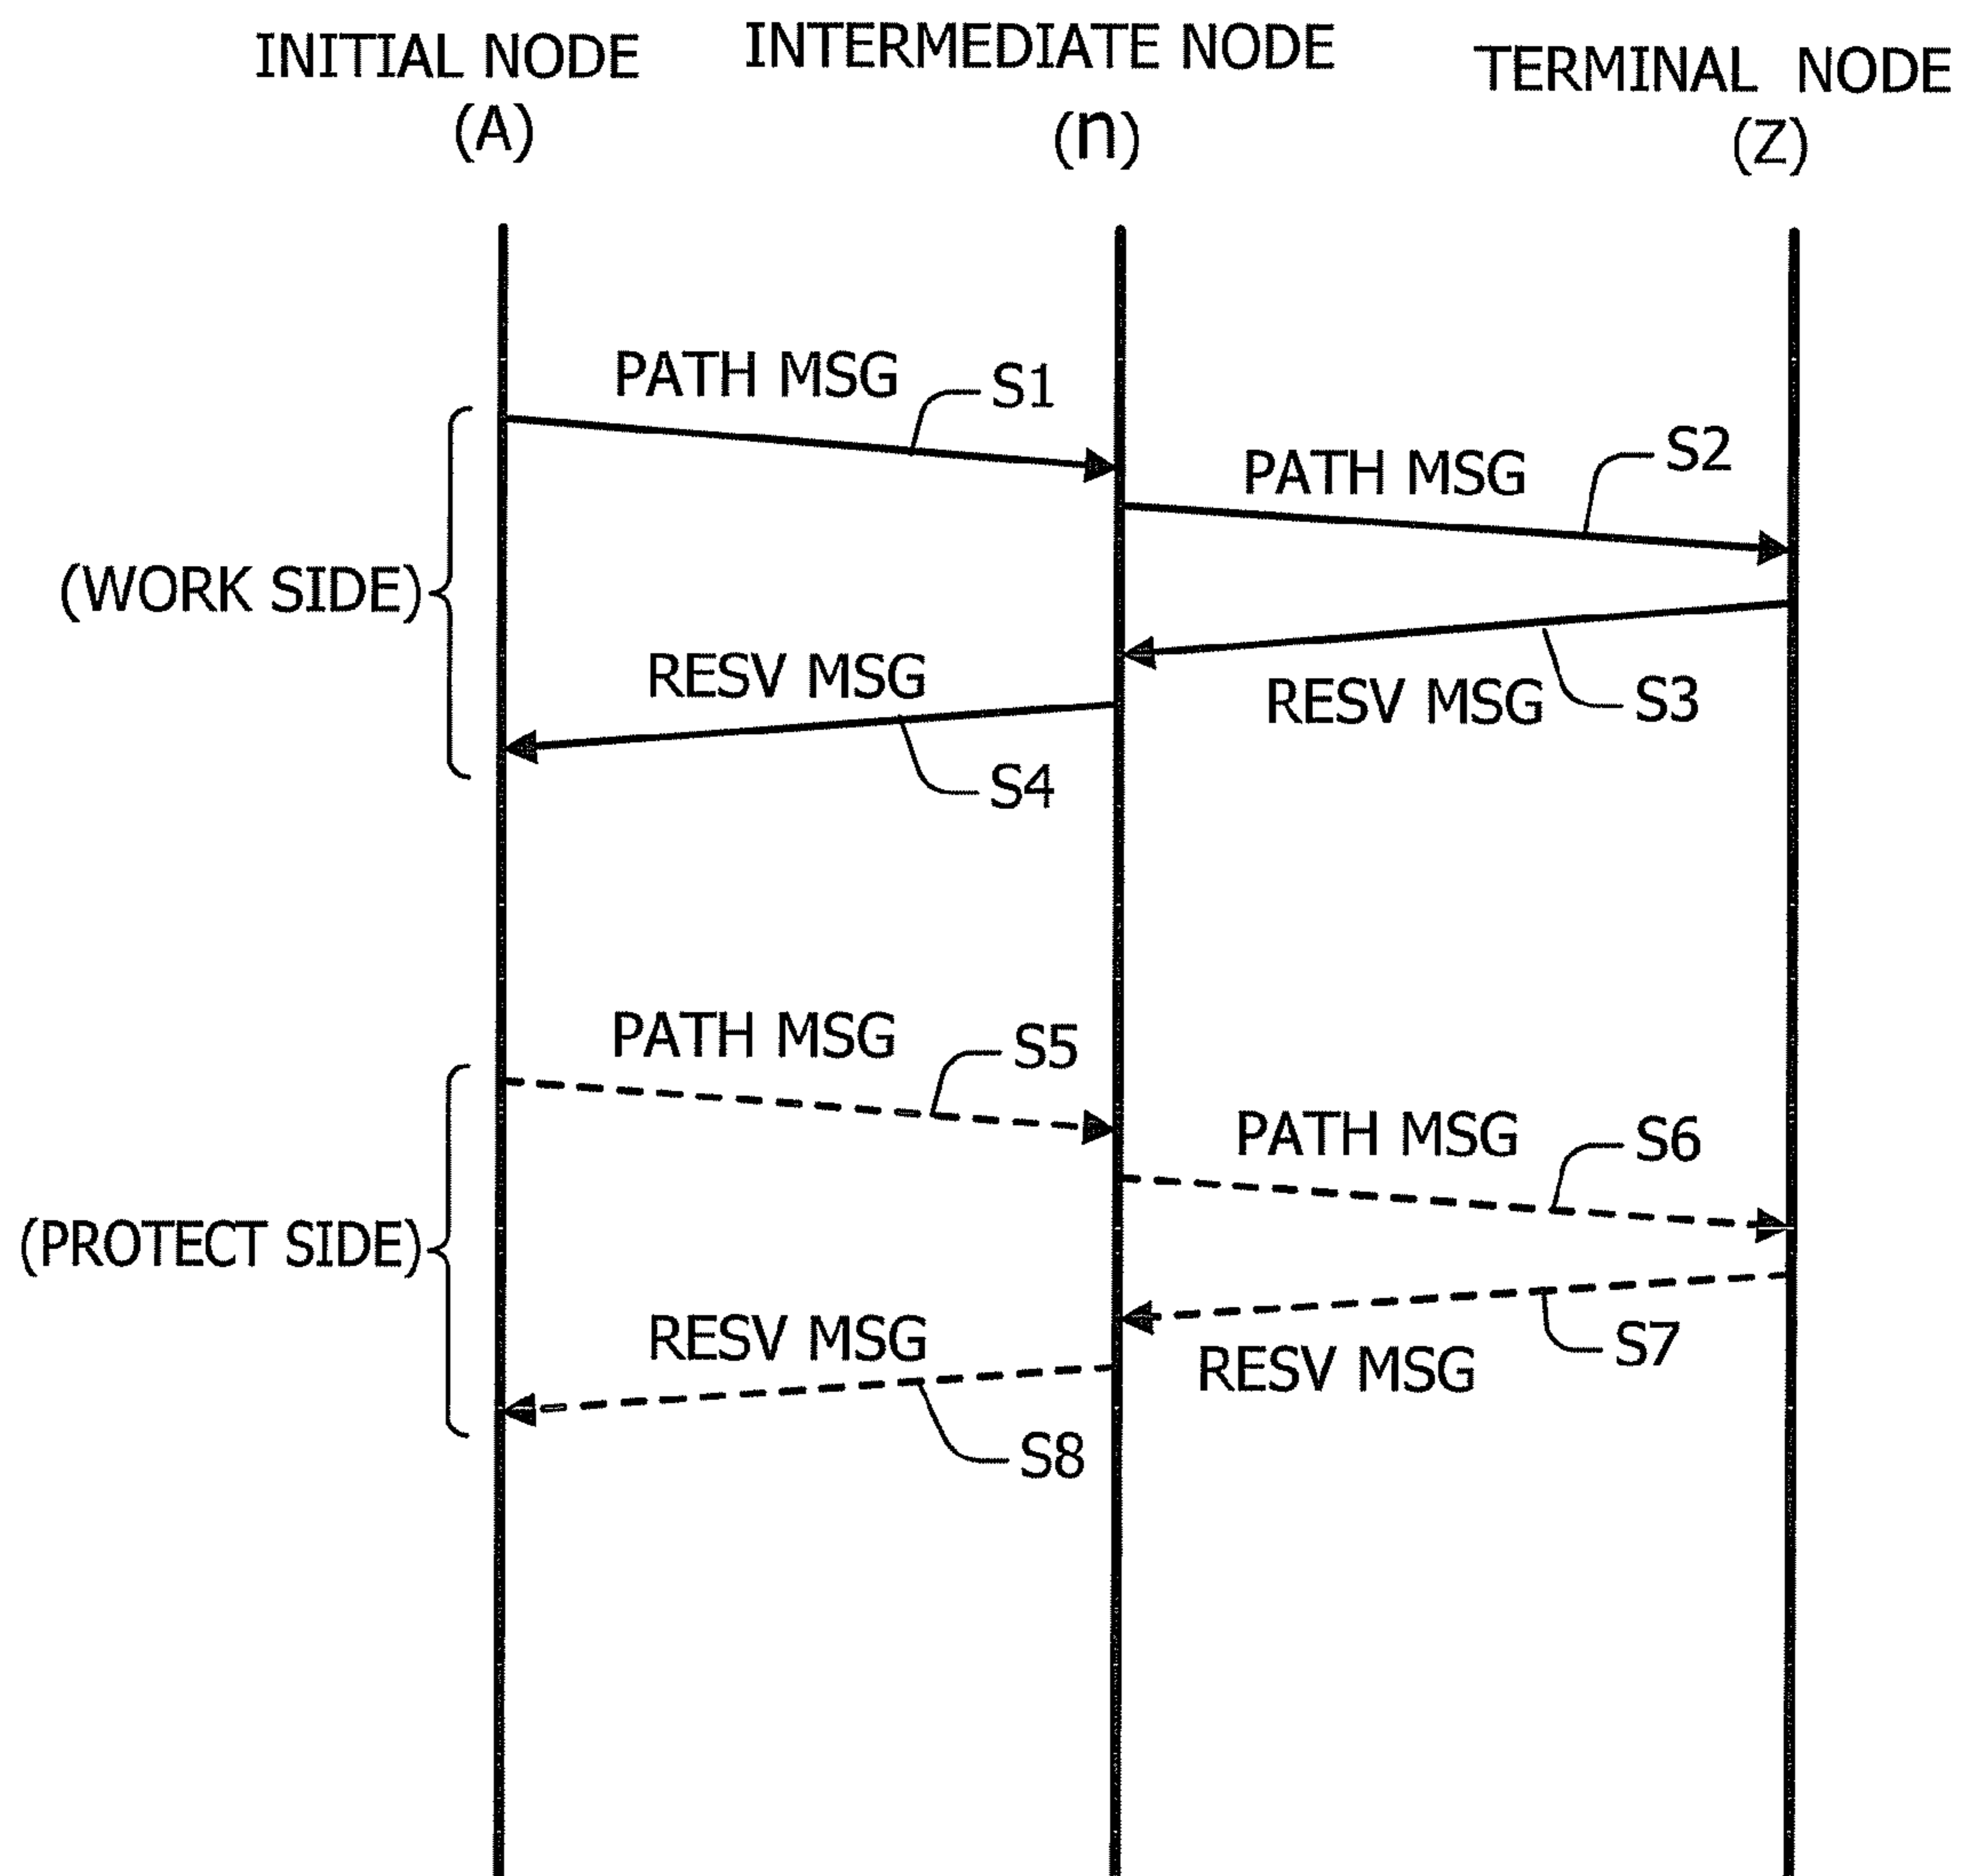 INITIAL NODE
(A)
INTERMEDIATE NODE
(n)
TERMINAL NODE
(Z)
PATH MSG
S1
PATH MSG
S2
(WORK SIDE)
RESV MSG
S3
RESV MSG
S4
PATH MSG
S5
PATH MSG
S6
(PROTECT SIDE)
RESV MSG
S7
RESV MSG
S8